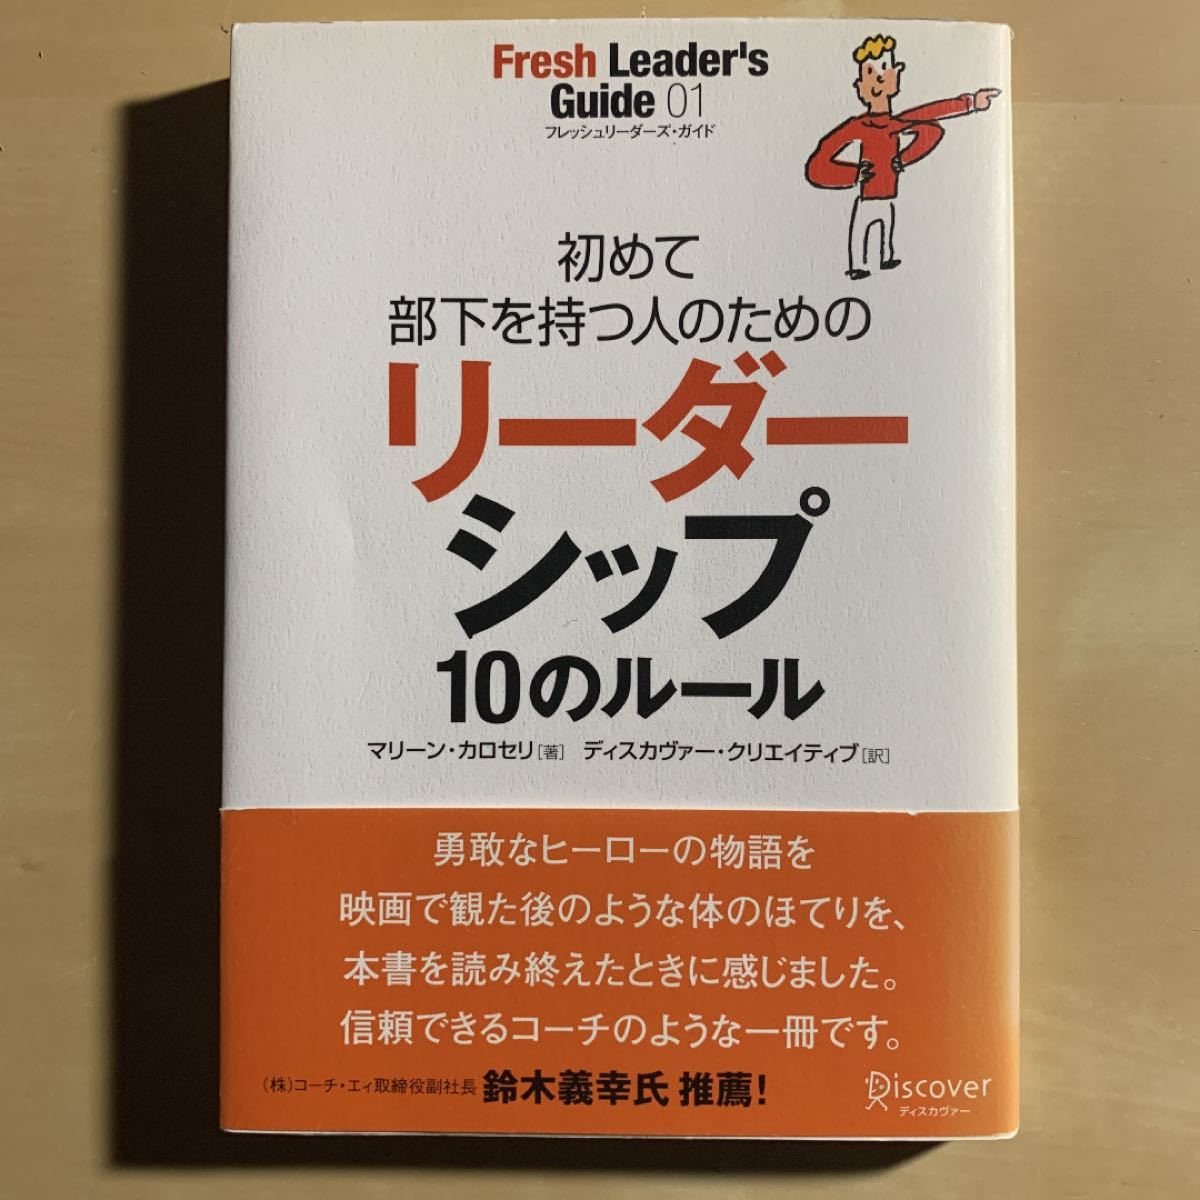 Fresh Leader's
Guide 01
フレッシュリーダーズ・ガイド
初めて
部下を持つ人のための
リーダー
シップ
10のルール
マリーン・カロセリ[著] ディスカヴァー・クリエイティブ[訳]
勇敢なヒーローの物語を
映画で観た後のような体のほてりを、
本書を読み終えたときに感じました。
信頼できるコーチのような一冊です。
(株)コーチ・エィ取締役副社長 鈴木義幸氏 推薦!
Discover
ディスカヴァー